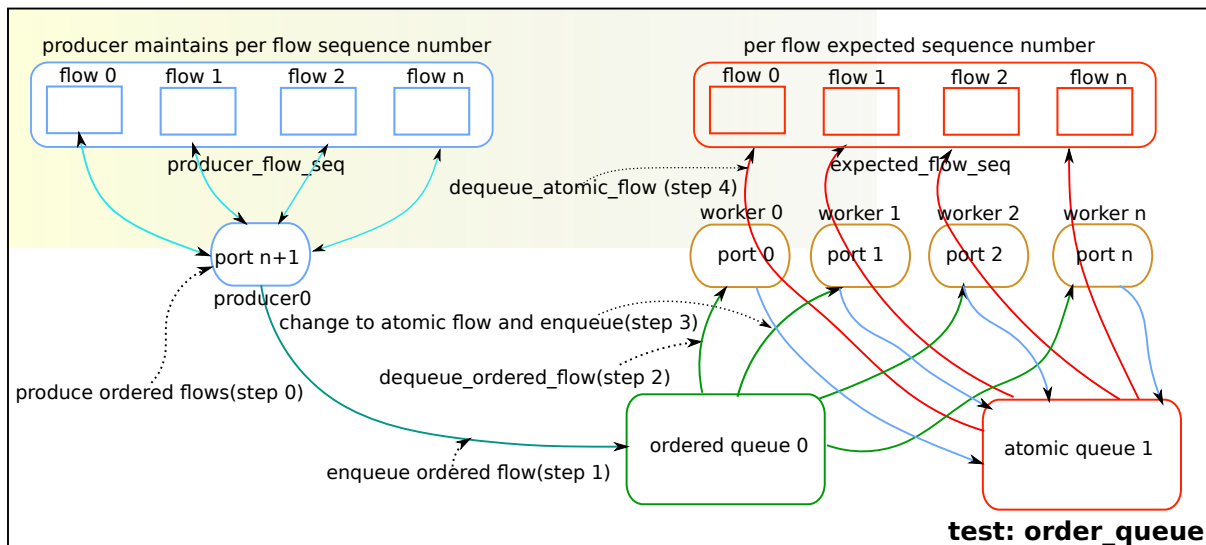 producer maintains per flow sequence number
flow 0 flow 1 flow 2 flow n
producer_flow_seq
per flow expected sequence number
flow 0 flow 1 flow 2 flow n
expected_flow_seq
dequeue_atomic_flow (step 4)
worker 0 worker 1 worker 2 worker n
port 0 port 1 port 2 port n
port n+1
producer0
change to atomic flow and enqueue(step 3)
dequeue_ordered_flow(step 2)
produce ordered flows(step 0)
ordered queue 0
atomic queue 1
enqueue ordered flow(step 1)
test: order_queue